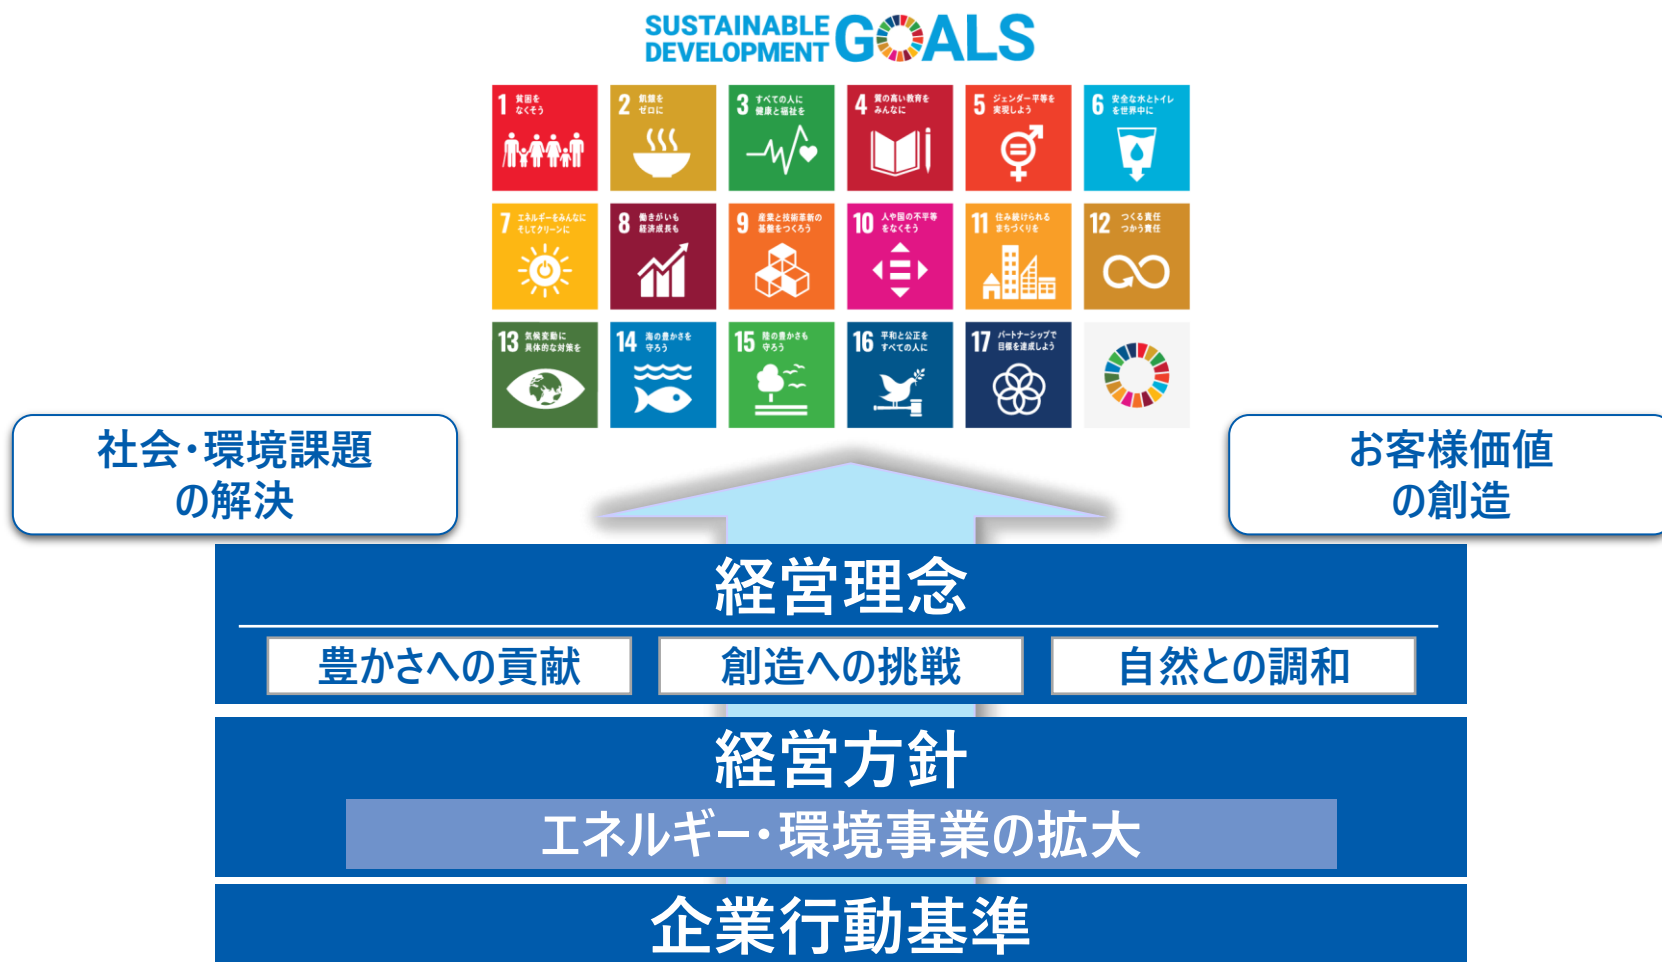 SUSTAINABLE
DEVELOPMENT
GOALS
1 貧困を
なくそう
2 飢餓を
ゼロに
3 すべての人に
健康と福祉を
4 質の高い教育を
みんなに
5 ジェンダー平等を
実現しよう
6 安全な水とトイレ
を世界中に
7 エネルギーをみんなに
そしてクリーンに
8 働きがいも
経済成長も
9 産業と技術革新の
基盤をつくろう
10 人や国の不平等
をなくそう
11 住み続けられる
まちづくりを
12 つくる責任
つかう責任
13 気候変動に
具体的な対策を
14 海の豊かさを
守ろう
15 陸の豊かさも
守ろう
16 平和と公正を
すべての人に
17 パートナーシップで
目標を達成しよう
社会・環境課題
の解決
お客様価値
の創造
経営理念
豊かさへの貢献
創造への挑戦
自然との調和
経営方針
エネルギー・環境事業の拡大
企業行動基準